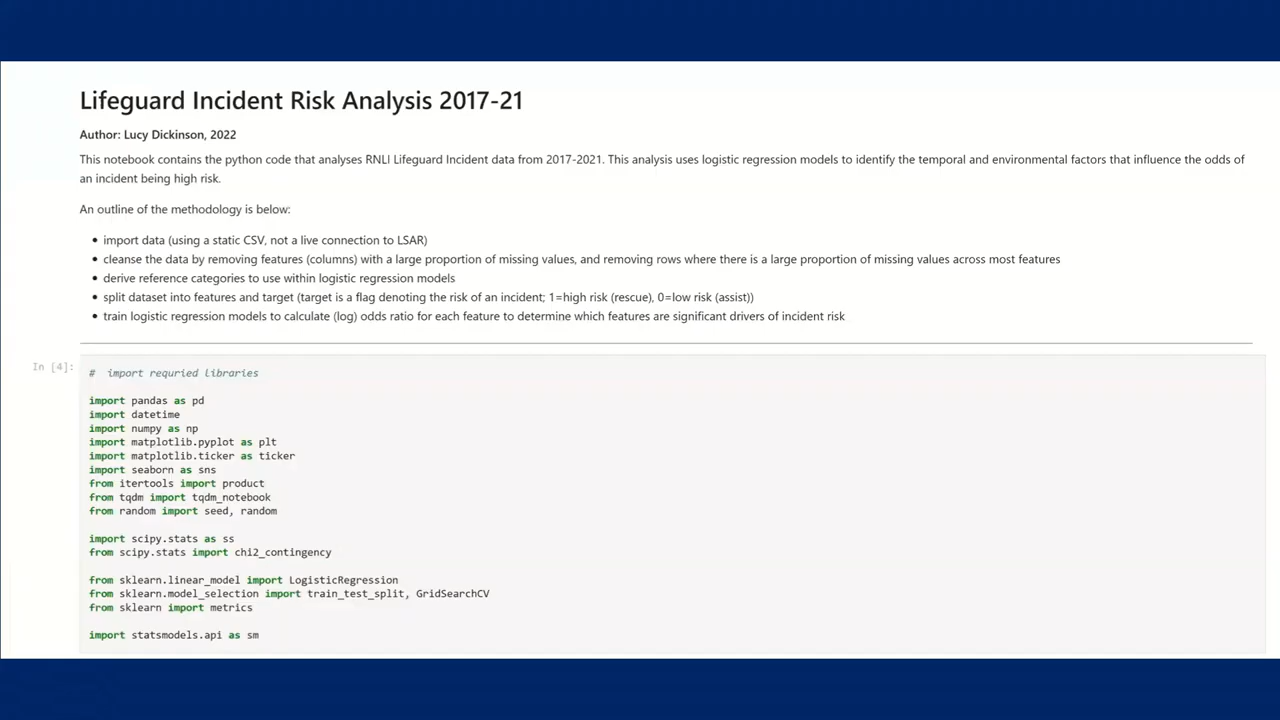 Lifeguard Incident Risk Analysis 2017-21
Author: Lucy Dickinson, 2022
This notebook contains the python code that analyses RNLI Lifeguard Incident data from 2017-2021. This analysis uses logistic regression models to identify the temporal and environmental factors that influence the odds of
an incident being high risk.
An outline of the methodology is below:
• import data (using a static CSV, not a live connection to LSAR)
• cleanse the data by removing features (columns) with a large proportion of missing values, and removing rows where there is a large proportion of missing values across most features
• derive reference categories to use within logistic regression models
• split dataset into features and target (target is a flag denoting the risk of an incident; 1=high risk (rescue), 0=low risk (assist))
• train logistic regression models to calculate (log) odds ratio for each feature to determine which features are significant drivers of incident risk
In [4]:
# import requried libraries
import pandas as pd
import datetime
import numpy as np
import matplotlib.pyplot as plt
import matplotlib.ticker as ticker
import seaborn as sns
from itertools import product
from tqdm import tqdm_notebook
from random import seed, random
import scipy.stats as ss
from scipy.stats import chi2_contingency
from sklearn.linear_model import LogisticRegression
from sklearn.model_selection import train_test_split, GridSearchCV
from sklearn import metrics
import statsmodels.api as sm